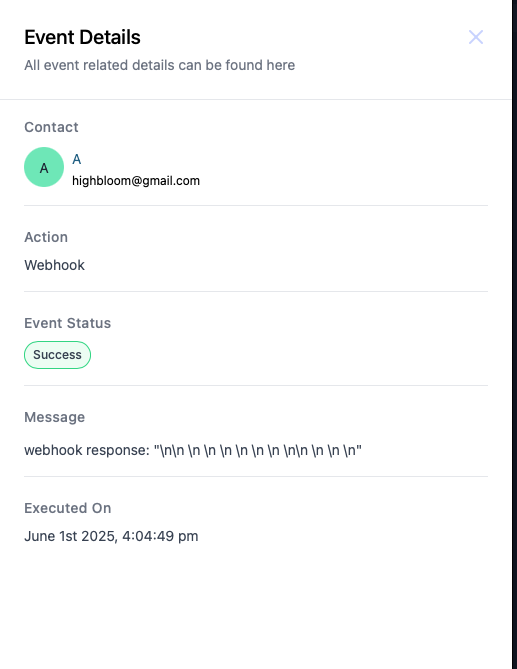 Event Details
All event related details can be found here
Contact
A
A
highbloom@gmail.com
Action
Webhook
Event Status
Success
Message
webhook response: "\n\n \n \n \n \n \n \n \n\n \n \n \n"
Executed On
June 1st 2025, 4:04:49 pm